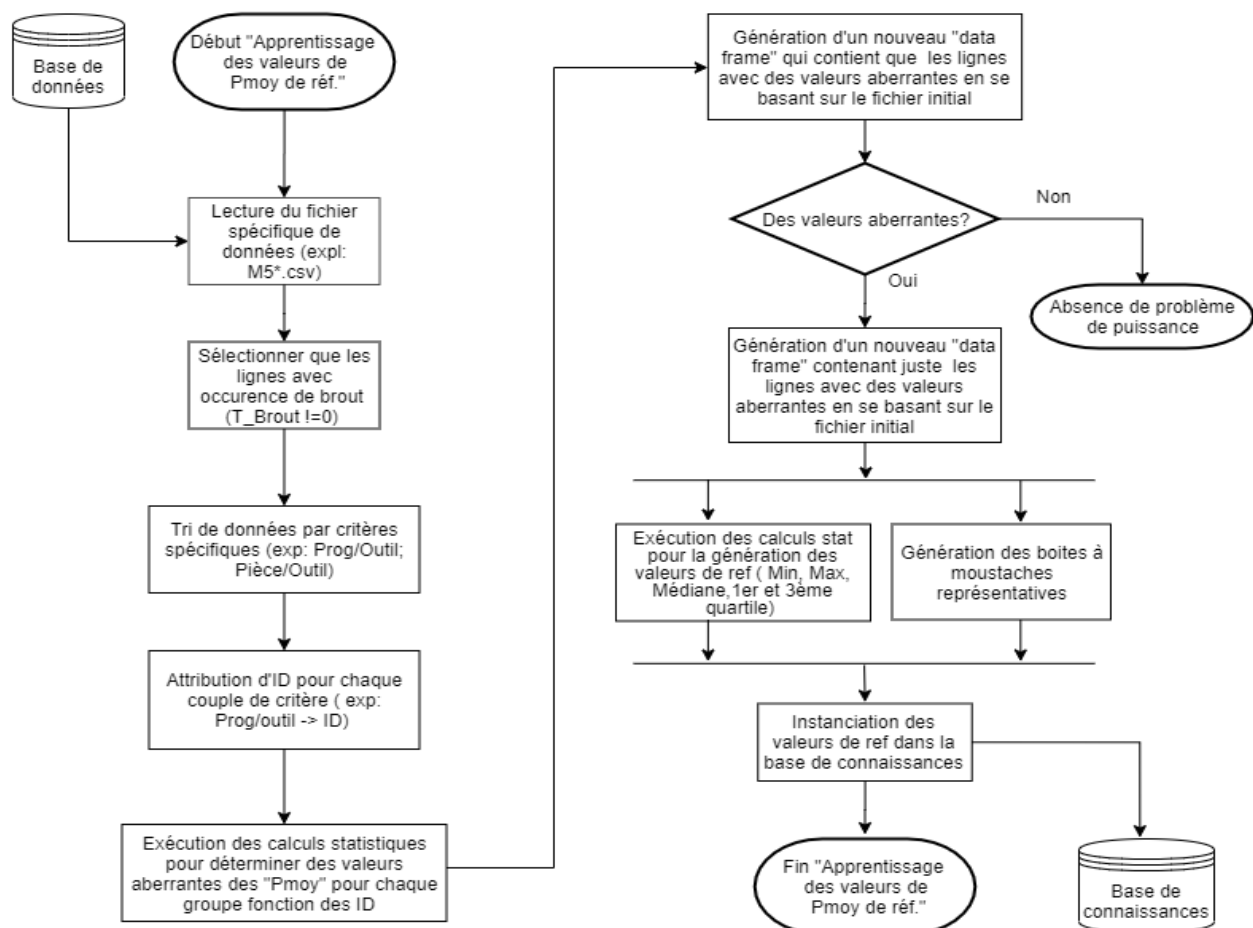 Base de
données
Début "Apprentissage
des valeurs de
Pmoy de réf."
Lecture du fichier
spécifique de
données (expl:
M5*.csv)
Sélectionner que les
lignes avec
occurence de brout
(T_Brout !=0)
Tri de données par critères
spécifiques (exp: Prog/Outil;
Pièce/Outil)
Attribution d'ID pour chaque
couple de critère ( exp:
Prog/outil -> ID)
Exécution des calculs statistiques
pour déterminer des valeurs
aberrantes des "Pmoy" pour chaque
groupe fonction des ID
Génération d'un nouveau "data
frame" qui contient que les lignes
avec des valeurs aberrantes en se
basant sur le fichier initial
Des valeurs aberrantes?
Non
Oui
Absence de problème
de puissance
Génération d'un nouveau "data
frame" contenant juste les
lignes avec des valeurs
aberrantes en se basant sur le
fichier initial
Exécution des calculs stat
pour la génération des
valeurs de ref ( Min, Max,
Médiane,1er et 3ème
quartile)
Génération des boites à
moustaches
représentatives
Instanciation des
valeurs de ref dans la
base de connaissances
Fin "Apprentissage
des valeurs de
Pmoy de réf."
Base de
connaissances